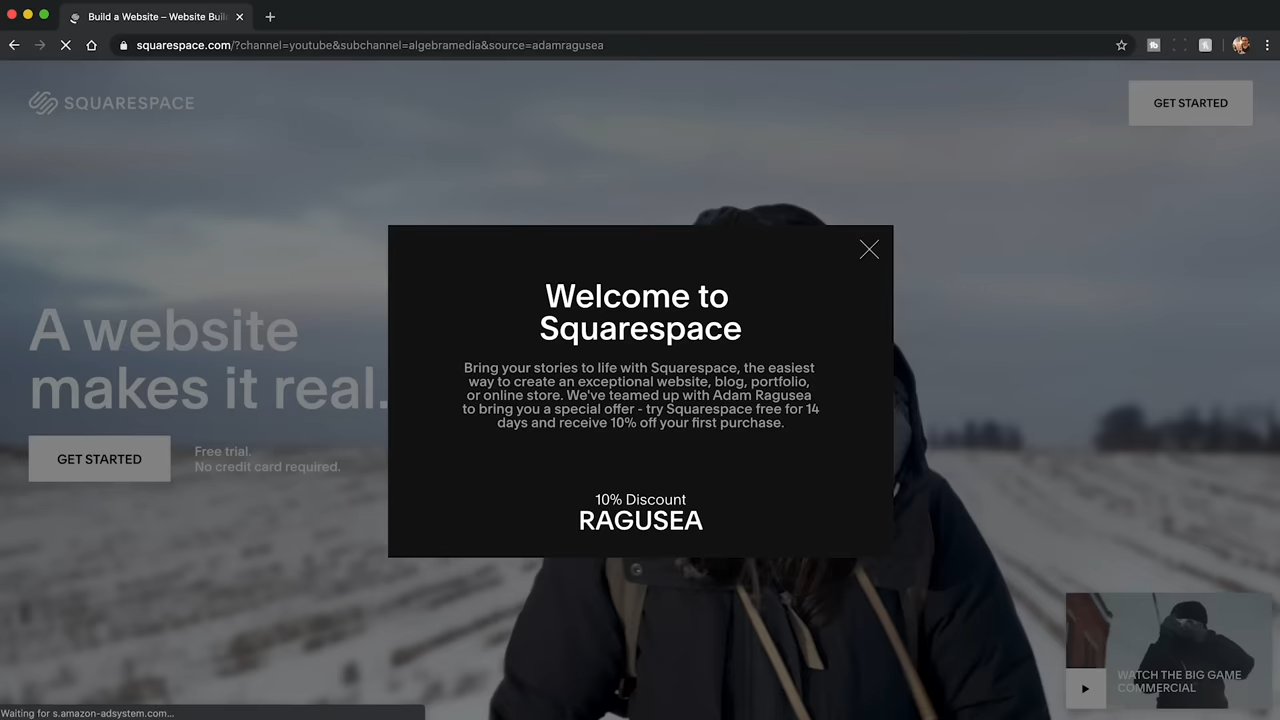 Build a Website – Website Buil
squarespace.com/?channel=youtube&subchannel=algebramedia&source=adamragusea
SQUARESPACE
GET STARTED
A website
makes it real.
GET STARTED
Free trial.
No credit card required.
Welcome to
Squarespace
Bring your stories to life with Squarespace, the easiest
way to create an exceptional website, blog, portfolio,
or online store. We've teamed up with Adam Ragusea
to bring you a special offer - try Squarespace free for 14
days and receive 10% off your first purchase.
10% Discount
RAGUSEA
WATCH THE BIG GAME
COMMERCIAL
Waiting for s.amazon-adsystem.com...